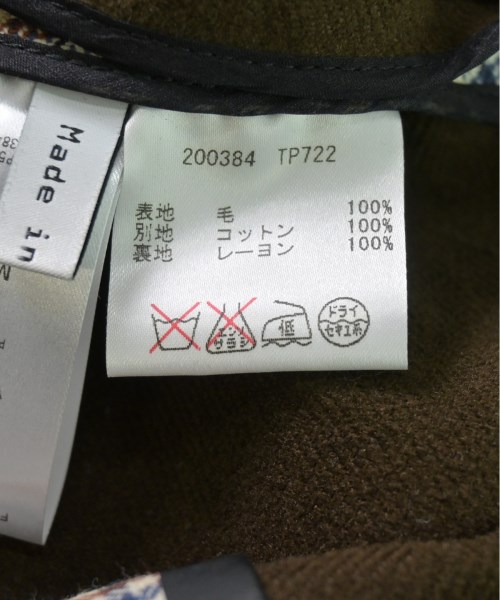 200384 TP722
表地 毛 100%
別地 コットン 100%
裏地 レーヨン 100%
エンソ
サラシ
低
ドライ
セキユ系
Made in